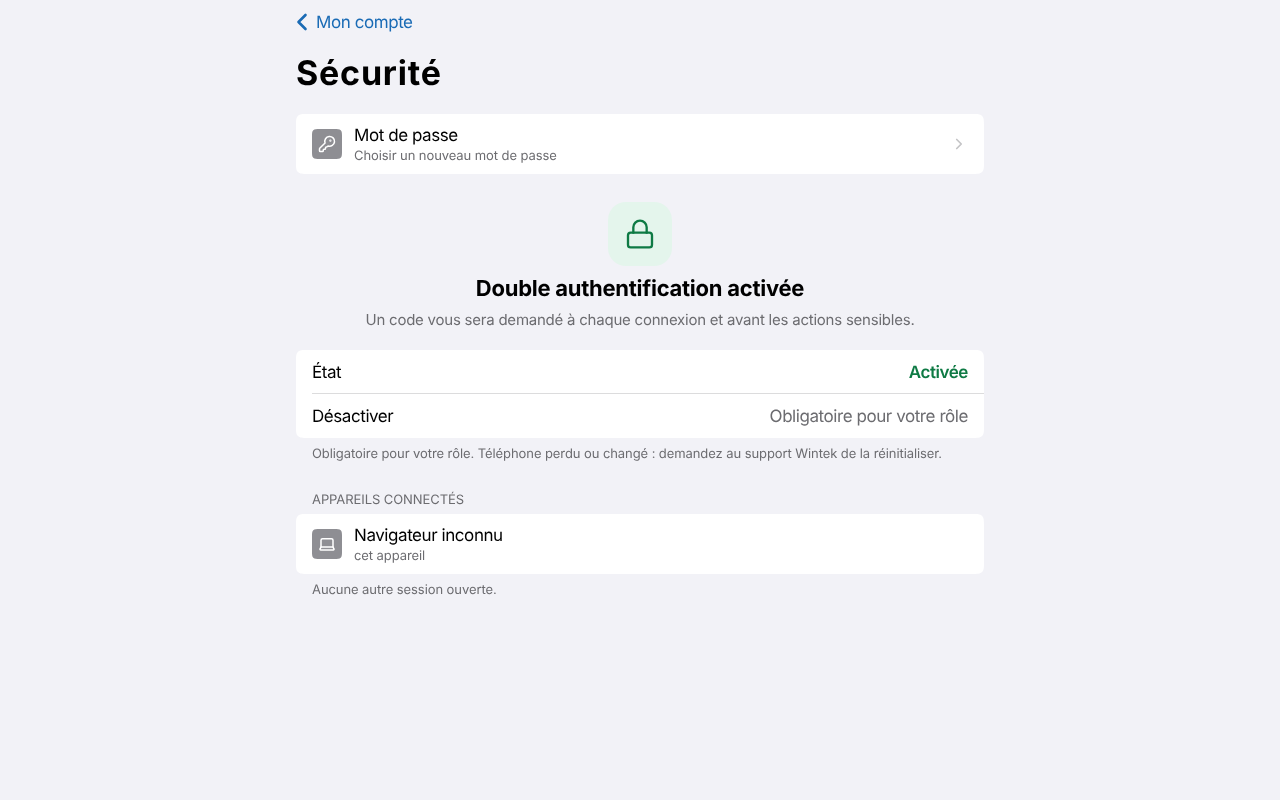 Mon compte
Sécurité
Mot de passe
Choisir un nouveau mot de passe
Double authentification activée
Un code vous sera demandé à chaque connexion et avant les actions sensibles.
État Activée
Désactiver Obligatoire pour votre rôle
Obligatoire pour votre rôle. Téléphone perdu ou changé : demandez au support Wintek de la réinitialiser.
APPAREILS CONNECTÉS
Navigateur inconnu
cet appareil
Aucune autre session ouverte.